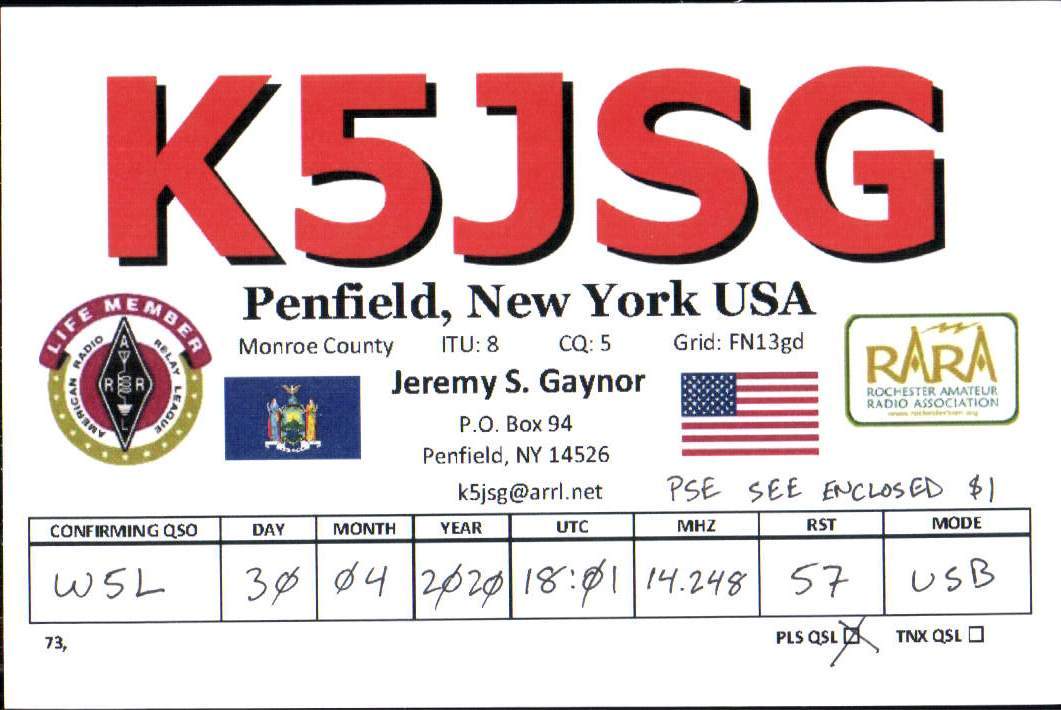 K5JSG
Penfield, New York USA
Monroe County ITU: 8 CQ: 5 Grid: FN13gd
Jeremy S. Gaynor
P.O. Box 94
Penfield, NY 14526
k5jsg@arrl.net
LIFE MEMBER
AMERICAN RADIO RELAY LEAGUE
A
R R
L
RARA
ROCHESTER AMATEUR
RADIO ASSOCIATION
PSE SEE ENCLOSED $1
CONFIRMING QSO DAY MONTH YEAR UTC MHZ RST MODE
W5L 30 04 2020 18:01 14.248 57 USB
73,
PLS QSL ☒ TNX QSL ☐